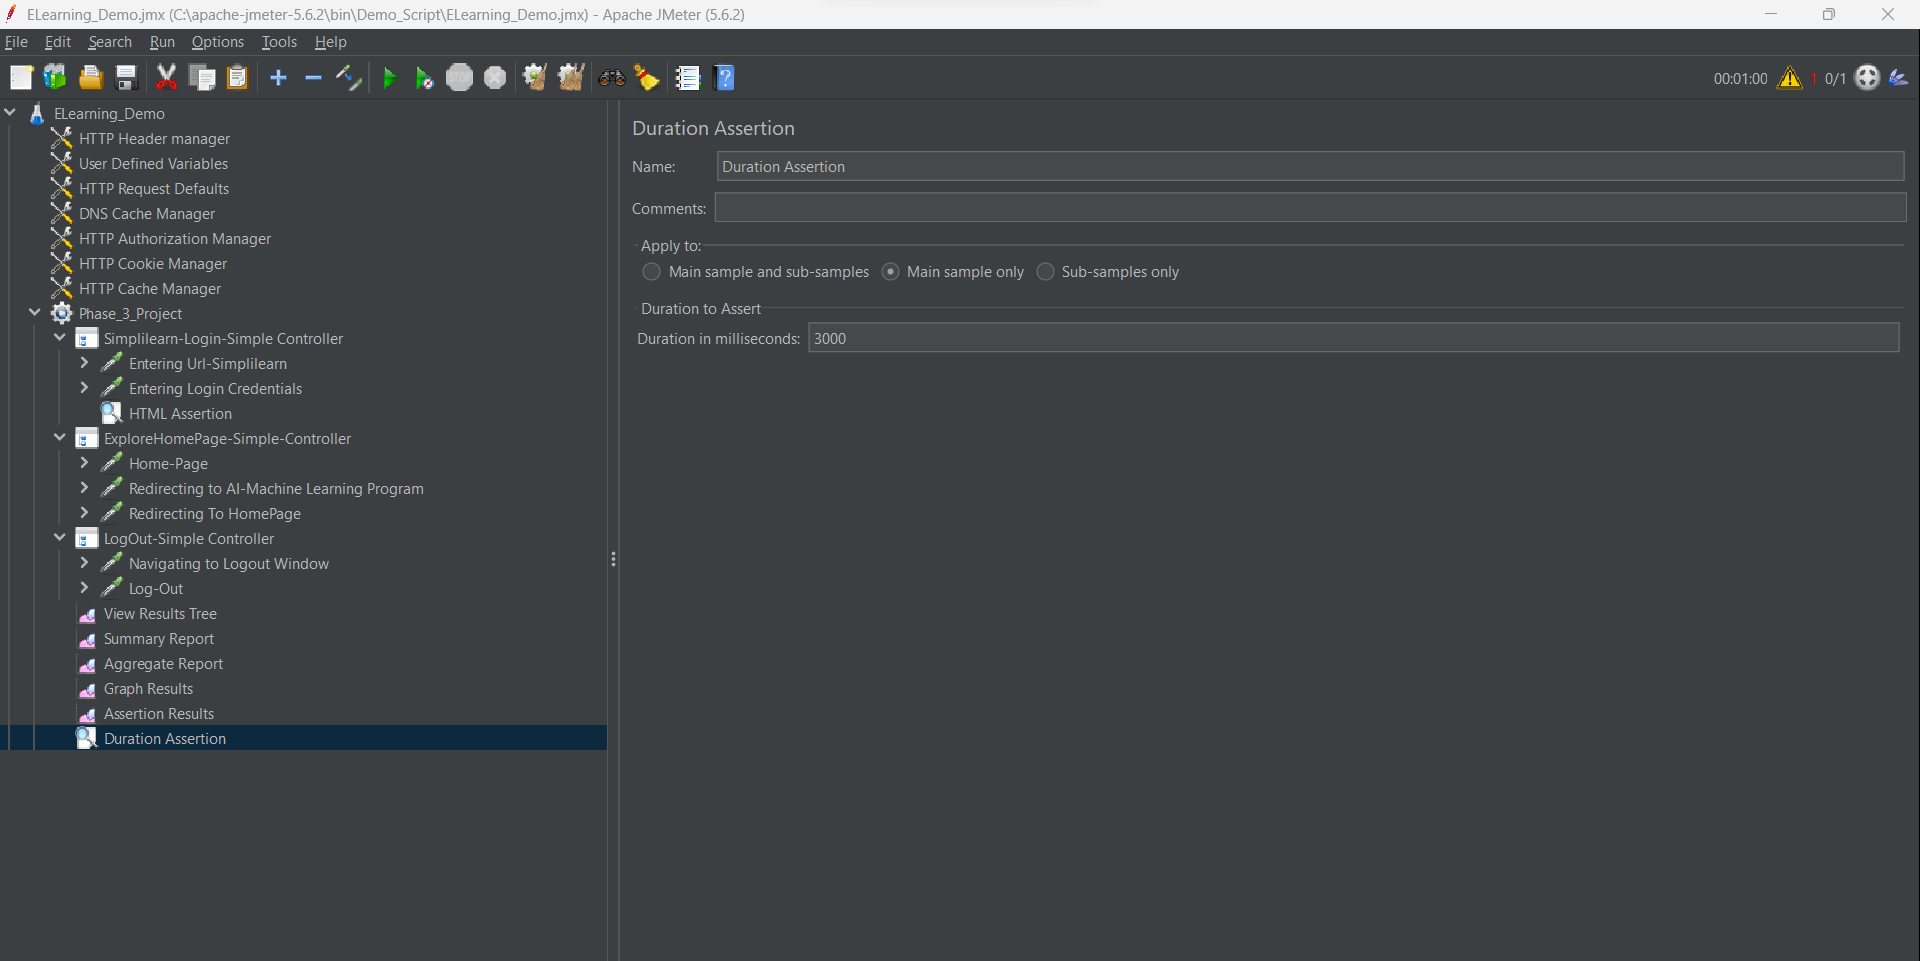 ELearning_Demo.jmx (C:\apache-jmeter-5.6.2\bin\Demo_Script\ELearning_Demo.jmx) - Apache JMeter (5.6.2)
File Edit Search Run Options Tools Help
STOP
00:01:00 1 0/1
ELearning_Demo
HTTP Header manager
User Defined Variables
HTTP Request Defaults
DNS Cache Manager
HTTP Authorization Manager
HTTP Cookie Manager
HTTP Cache Manager
Phase_3_Project
Simplilearn-Login-Simple Controller
Entering Url-Simplilearn
Entering Login Credentials
HTML Assertion
ExploreHomePage-Simple-Controller
Home-Page
Redirecting to AI-Machine Learning Program
Redirecting To HomePage
LogOut-Simple Controller
Navigating to Logout Window
Log-Out
View Results Tree
Summary Report
Aggregate Report
Graph Results
Assertion Results
Duration Assertion
Duration Assertion
Name: Duration Assertion
Comments:
Apply to:
Main sample and sub-samples Main sample only Sub-samples only
Duration to Assert
Duration in milliseconds: 3000